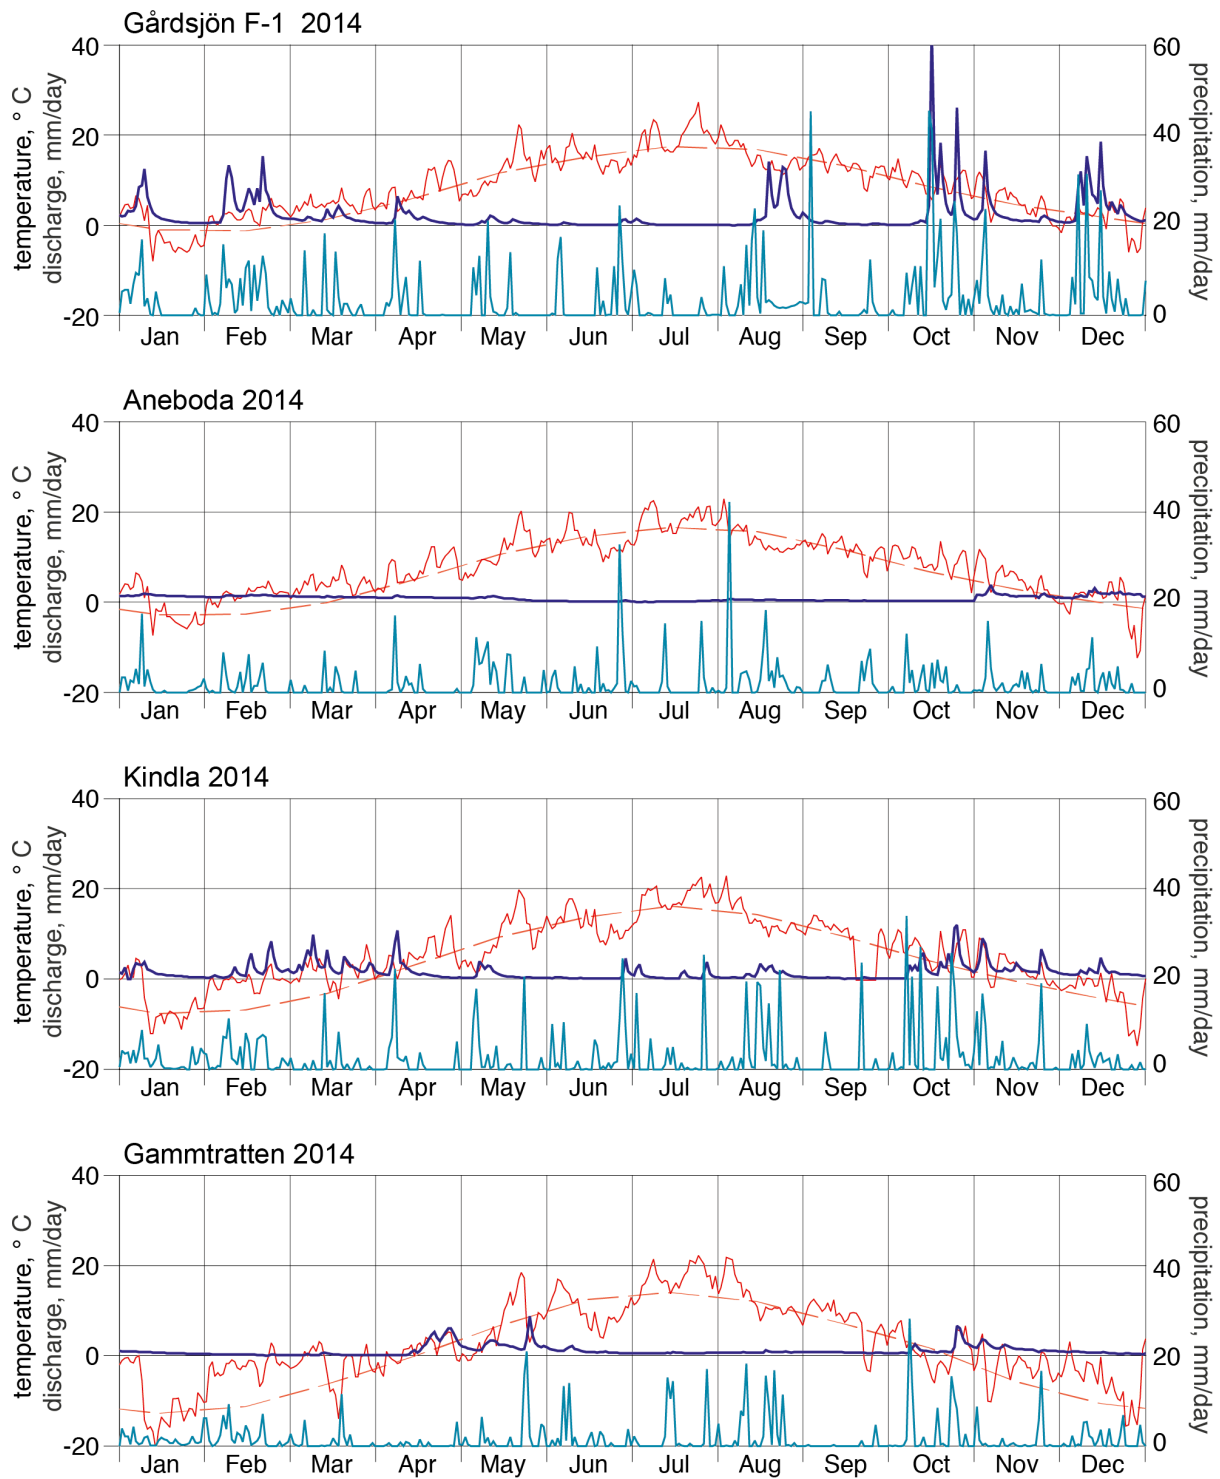 Gårdsjön F-1  2014
40
20
0
-20
temperature, ° C
discharge, mm/day
60
40
20
0
precipitation, mm/day
Jan Feb Mar Apr May Jun Jul Aug Sep Oct Nov Dec
Aneboda 2014
40
20
0
-20
temperature, ° C
discharge, mm/day
60
40
20
0
precipitation, mm/day
Jan Feb Mar Apr May Jun Jul Aug Sep Oct Nov Dec
Kindla 2014
40
20
0
-20
temperature, ° C
discharge, mm/day
60
40
20
0
precipitation, mm/day
Jan Feb Mar Apr May Jun Jul Aug Sep Oct Nov Dec
Gammtratten 2014
40
20
0
-20
temperature, ° C
discharge, mm/day
60
40
20
0
precipitation, mm/day
Jan Feb Mar Apr May Jun Jul Aug Sep Oct Nov Dec